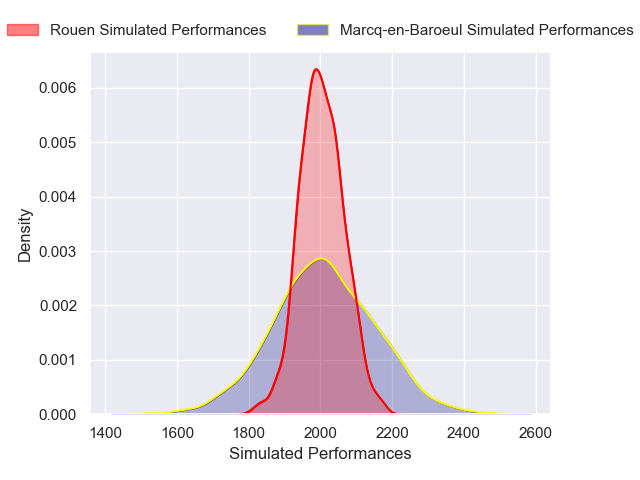 Rouen Simulated Performances
Marcq-en-Baroeul Simulated Performances
0.006
0.005
0.004
0.003
0.002
0.001
0.000
Density
1400 1600 1800 2000 2200 2400 2600
Simulated Performances